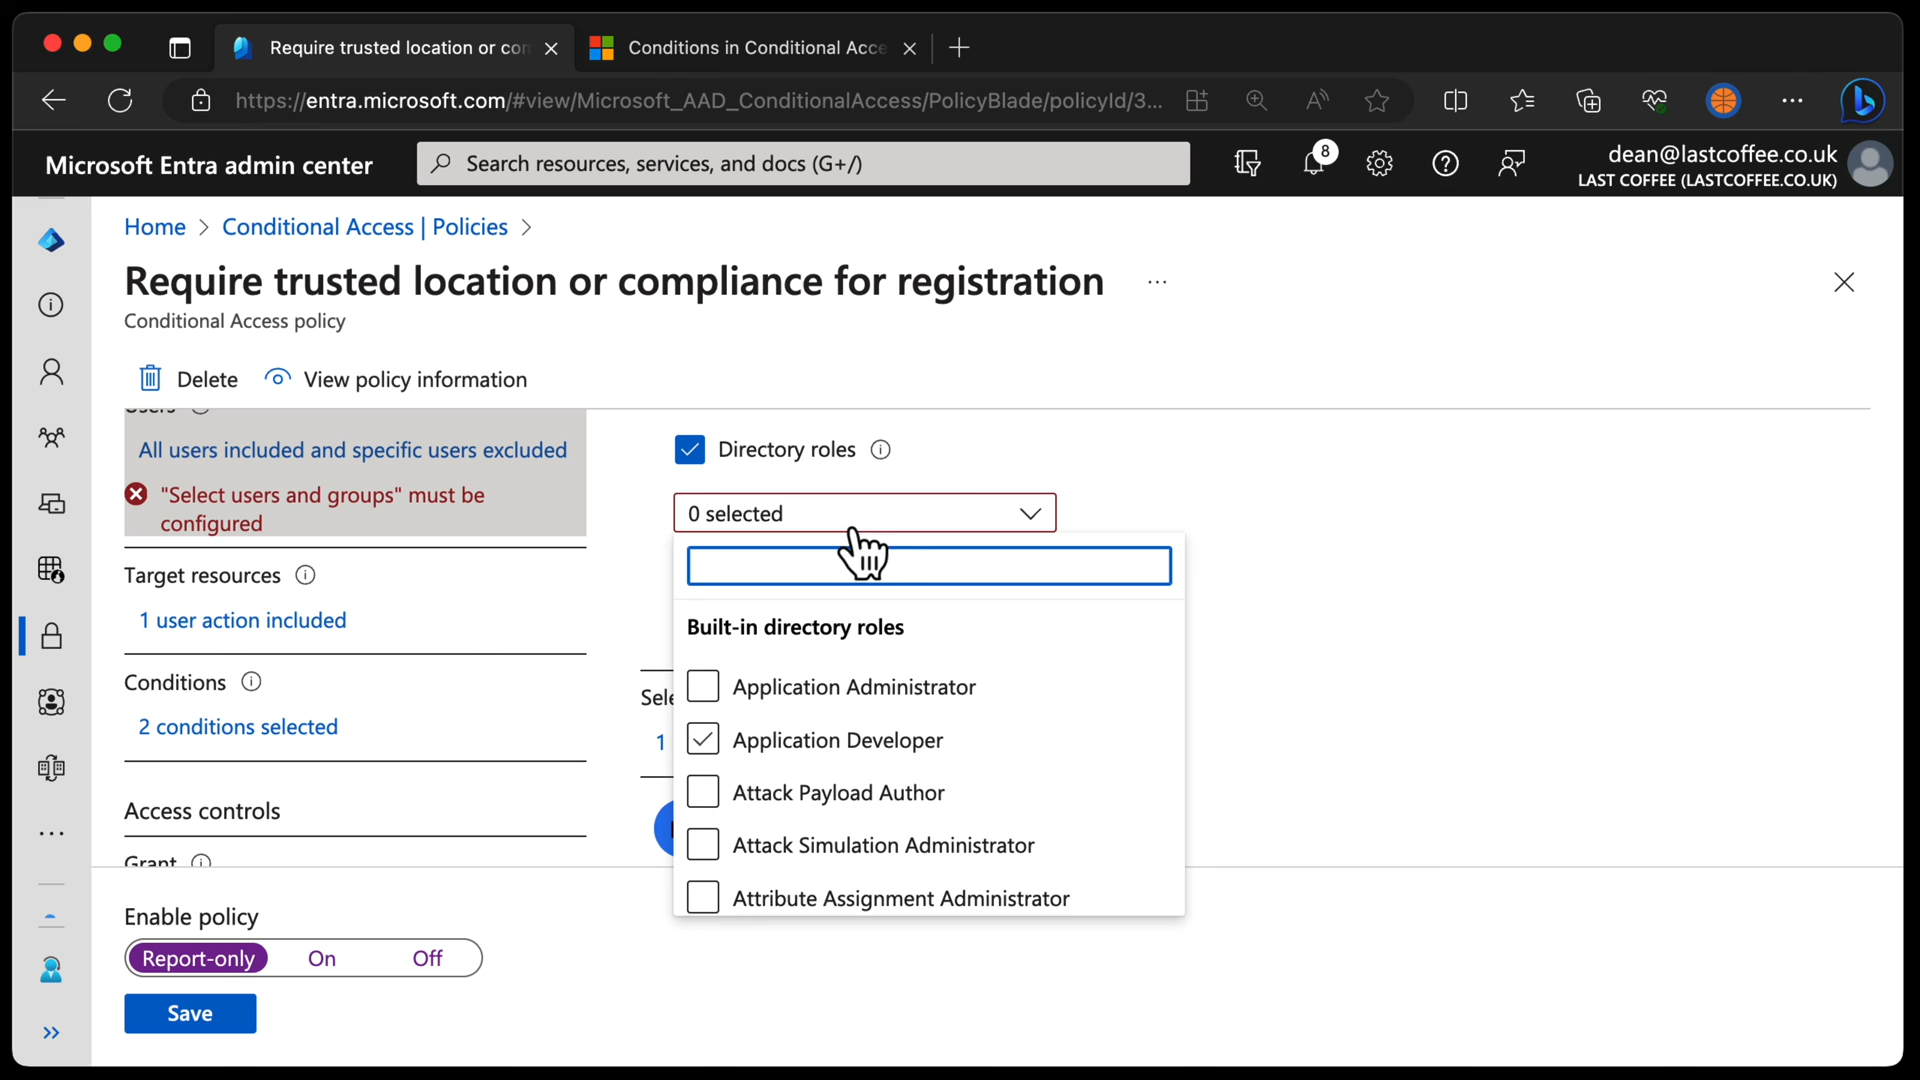 Require trusted location or con
Conditions in Conditional Acce
https://entra.microsoft.com/#view/Microsoft_AAD_ConditionalAccess/PolicyBlade/policyId/3...
Microsoft Entra admin center
Search resources, services, and docs (G+/)
8
dean@lastcoffee.co.uk
LAST COFFEE (LASTCOFFEE.CO.UK)
Home > Conditional Access | Policies >
Require trusted location or compliance for registration ...
Conditional Access policy
Delete
View policy information
Users
All users included and specific users excluded
"Select users and groups" must be
configured
Target resources
1 user action included
Conditions
2 conditions selected
Access controls
Grant
Directory roles
0 selected
Built-in directory roles
Application Administrator
Application Developer
Attack Payload Author
Attack Simulation Administrator
Attribute Assignment Administrator
Sele
1
Enable policy
Report-only On Off
Save